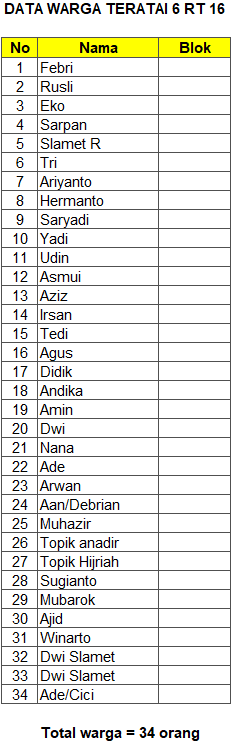 DATA WARGA TERATAI 6 RT 16
No Nama Blok
1 Febri
2 Rusli
3 Eko
4 Sarpan
5 Slamet R
6 Tri
7 Ariyanto
8 Hermanto
9 Saryadi
10 Yadi
11 Udin
12 Asmui
13 Aziz
14 Irsan
15 Tedi
16 Agus
17 Didik
18 Andika
19 Amin
20 Dwi
21 Nana
22 Ade
23 Arwan
24 Aan/Debrian
25 Muhazir
26 Topik anadir
27 Topik Hijriah
28 Sugianto
29 Mubarok
30 Ajid
31 Winarto
32 Dwi Slamet
33 Dwi Slamet
34 Ade/Cici
Total warga = 34 orang